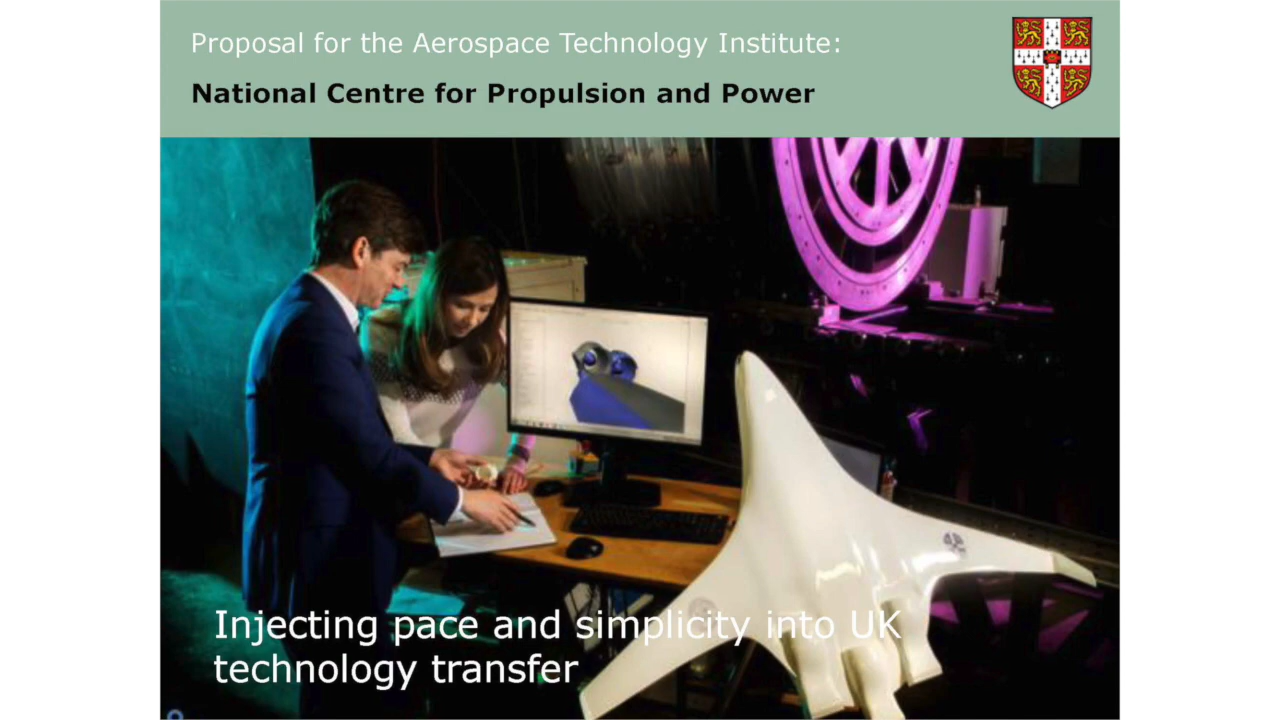 Proposal for the Aerospace Technology Institute:
National Centre for Propulsion and Power
Injecting pace and simplicity into UK
technology transfer